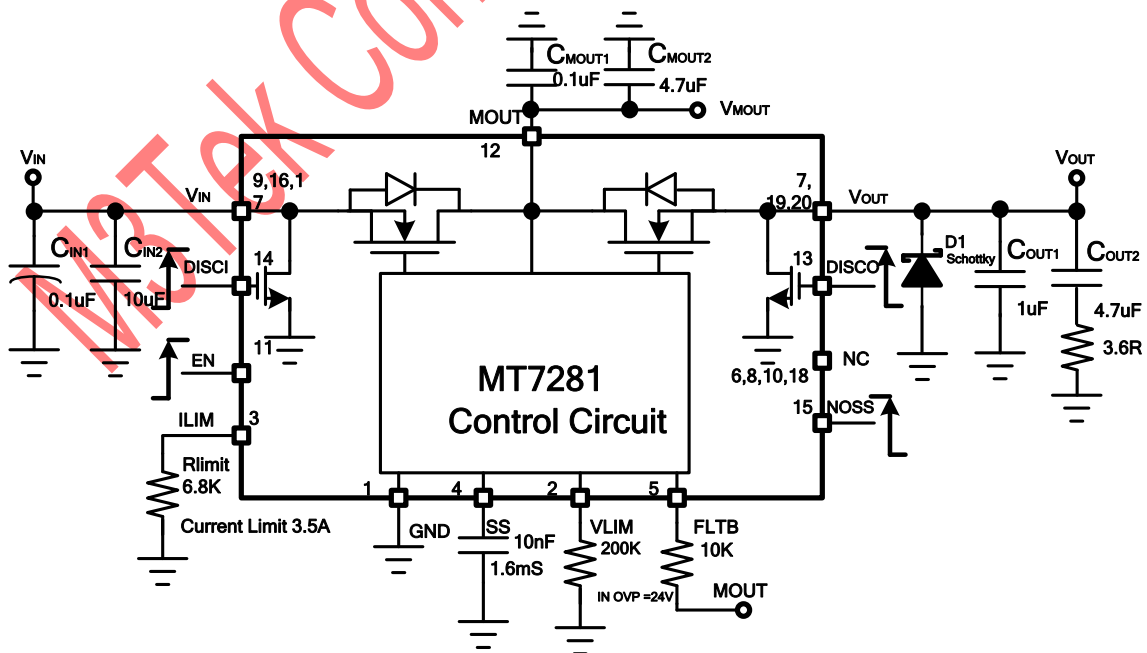 M3Tek Con
CMOUT1
0.1uF
CMOUT2
4.7uF
MOUT
VMOUT
12
VIN
VIN
9,16,1
7
7,
19.20
VOUT
VOUT
CIN1
0.1uF
CIN2
10uF
DISCI
14
13
DISCO
D1
Schottky
COUT1
1uF
COUT2
4.7uF
3.6R
11
EN
NC
6,8,10,18
15
NOSS
MT7281
Control Circuit
ILIM
3
Rlimit
6.8K
Current Limit 3.5A
1
4
2
5
GND
SS
10nF
1.6mS
VLIM
200K
IN OVP =24V
FLTB
10K
MOUT